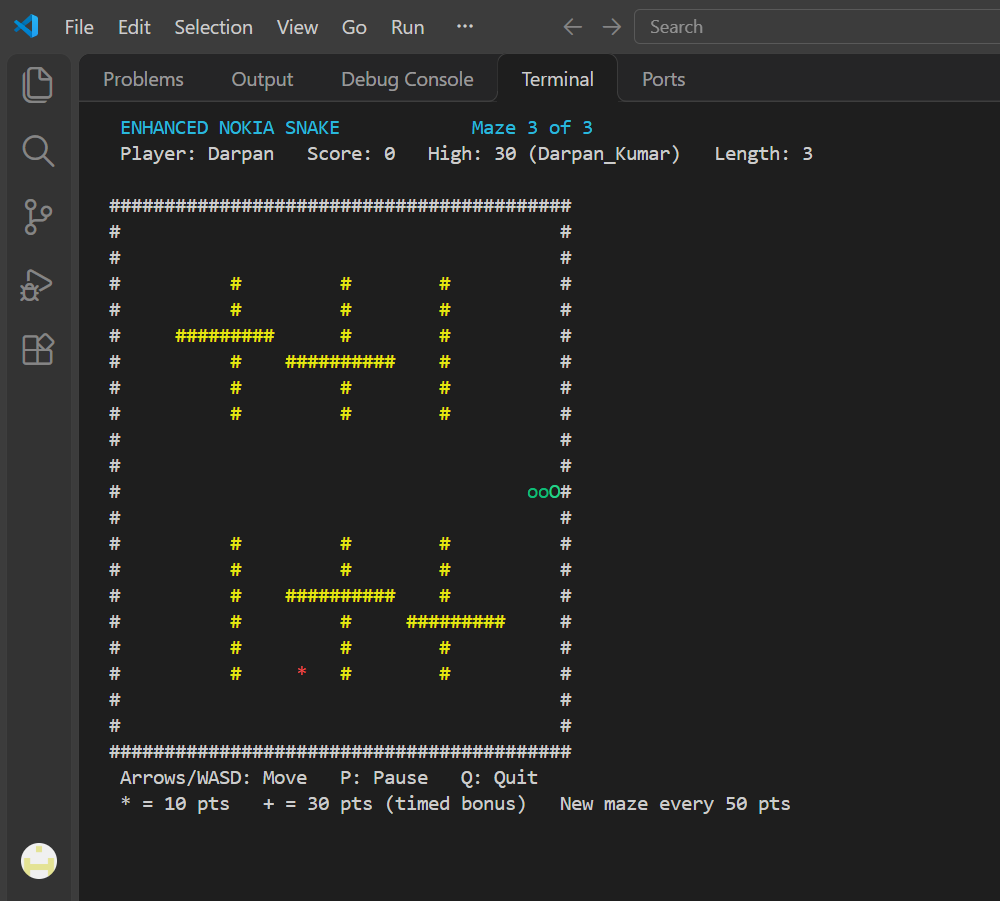 File Edit Selection View Go Run ···
Search
Problems Output Debug Console Terminal Ports
ENHANCED NOKIA SNAKE            Maze 3 of 3
Player: Darpan   Score: 0   High: 30 (Darpan_Kumar)   Length: 3
##########################################
#                                        #
#                                        #
#          #         #        #          #
#          #         #        #          #
#     #########      #        #          #
#          #    ##########    #          #
#          #         #        #          #
#          #         #        #          #
#                                        #
#                                        #
#                                     ooO#
#                                        #
#          #         #        #          #
#          #         #        #          #
#          #    ##########    #          #
#          #         #     #########     #
#          #         #        #          #
#          #     *   #        #          #
#                                        #
#                                        #
##########################################
Arrows/WASD: Move   P: Pause   Q: Quit
* = 10 pts   + = 30 pts (timed bonus)   New maze every 50 pts